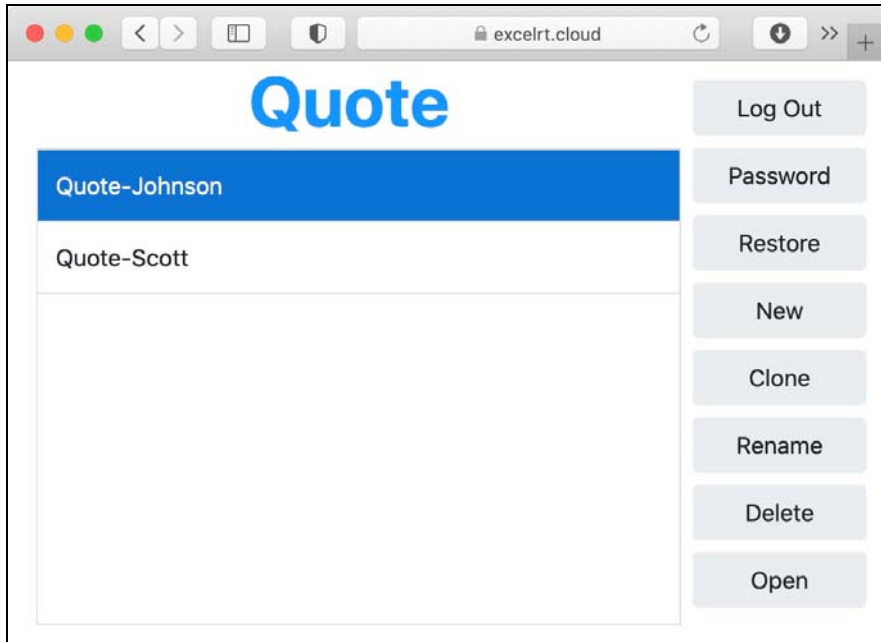 excelrt.cloud
Quote
Log Out
Quote-Johnson
Password
Quote-Scott
Restore
New
Clone
Rename
Delete
Open